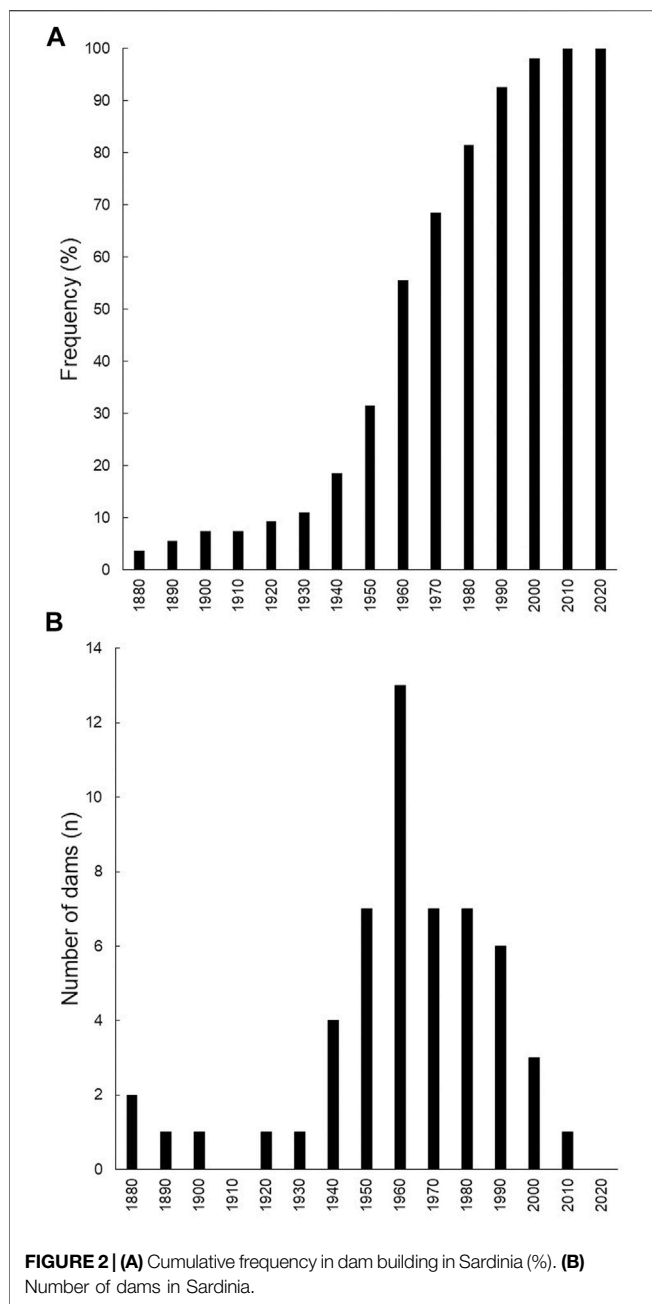 A
100
90
80
70
60
50
40
30
20
10
0
Frequency (%)
1880 1890 1900 1910 1920 1930 1940 1950 1960 1970 1980 1990 2000 2010 2020
B
14
12
10
8
6
4
2
0
Number of dams (n)
1880 1890 1900 1910 1920 1930 1940 1950 1960 1970 1980 1990 2000 2010 2020
FIGURE 2 | (A) Cumulative frequency in dam building in Sardinia (%). (B)
Number of dams in Sardinia.